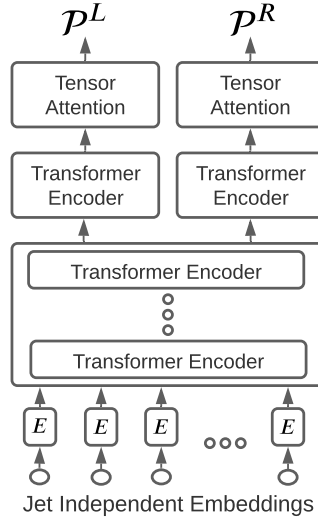 𝒫^L 𝒫^R
Tensor Attention
Tensor Attention
Transformer Encoder
Transformer Encoder
Transformer Encoder
Transformer Encoder
E E E E
Jet Independent Embeddings